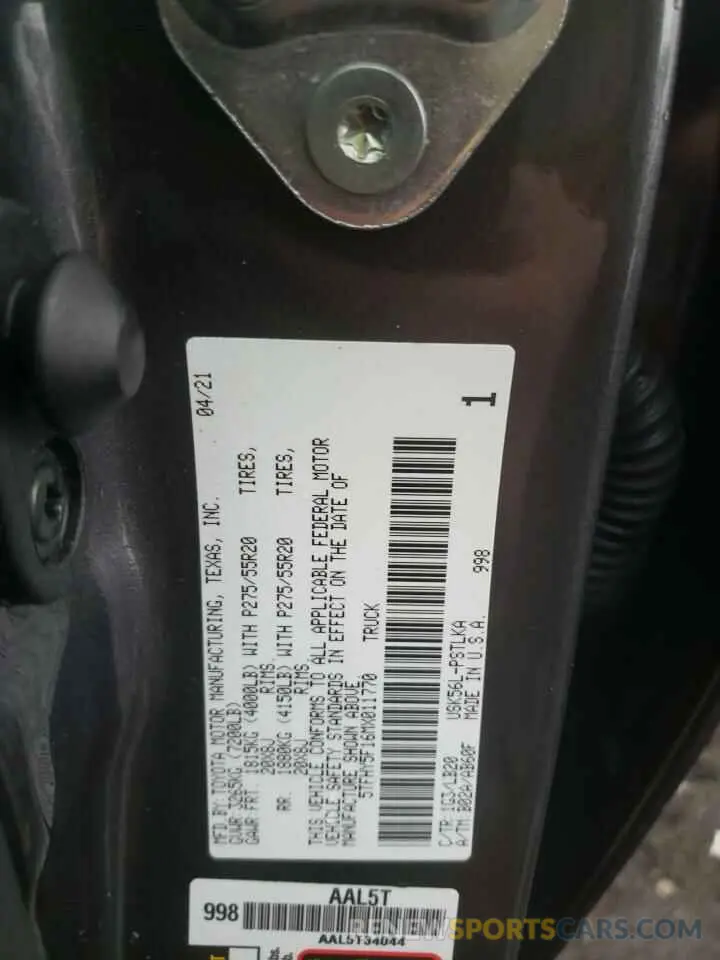 MFD.BY: TOYOTA MOTOR MANUFACTURING, TEXAS, INC. 04/21
GVWR:3265KG (7200LB)
GAWR: FRT. 1815KG (4000LB) WITH P275/55R20 TIRES,
20X8J RIMS,
RR. 1880KG (4150LB) WITH P275/55R20 TIRES,
20X8J RIMS
THIS VEHICLE CONFORMS TO ALL APPLICABLE FEDERAL MOTOR
VEHICLE SAFETY STANDARDS IN EFFECT ON THE DATE OF
MANUFACTURE SHOWN ABOVE.
5TFHY5F16MX011770 TRUCK
C/TR:1G3/LB20 USK56L-PSTLKA
A/TM:B02A/AB60F MADE IN U.S.A. 998
1
AAL5T
998
AAL5T34044
RENEWSPORTSCARS.COM